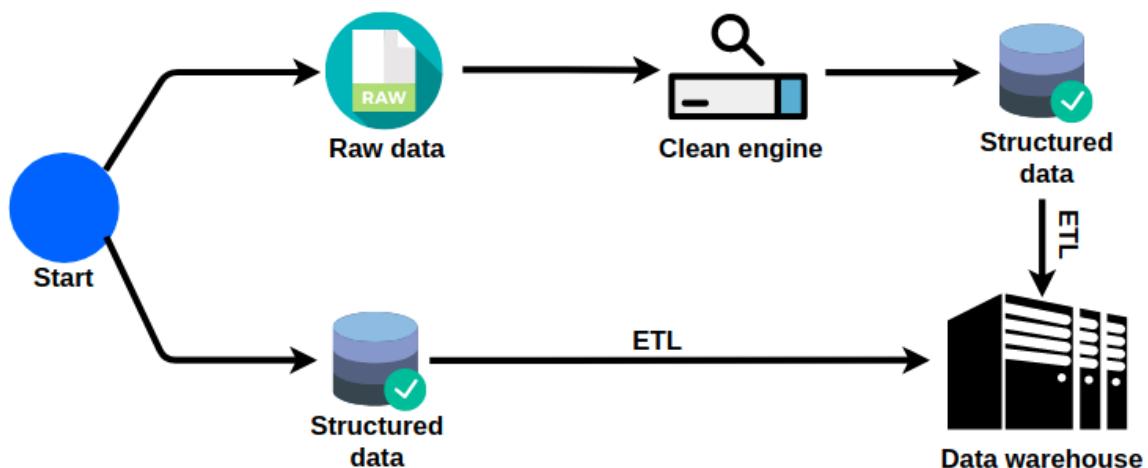 RAW
Raw data
Clean engine
Structured
data
ETL
Start
ETL
Structured
data
Data warehouse